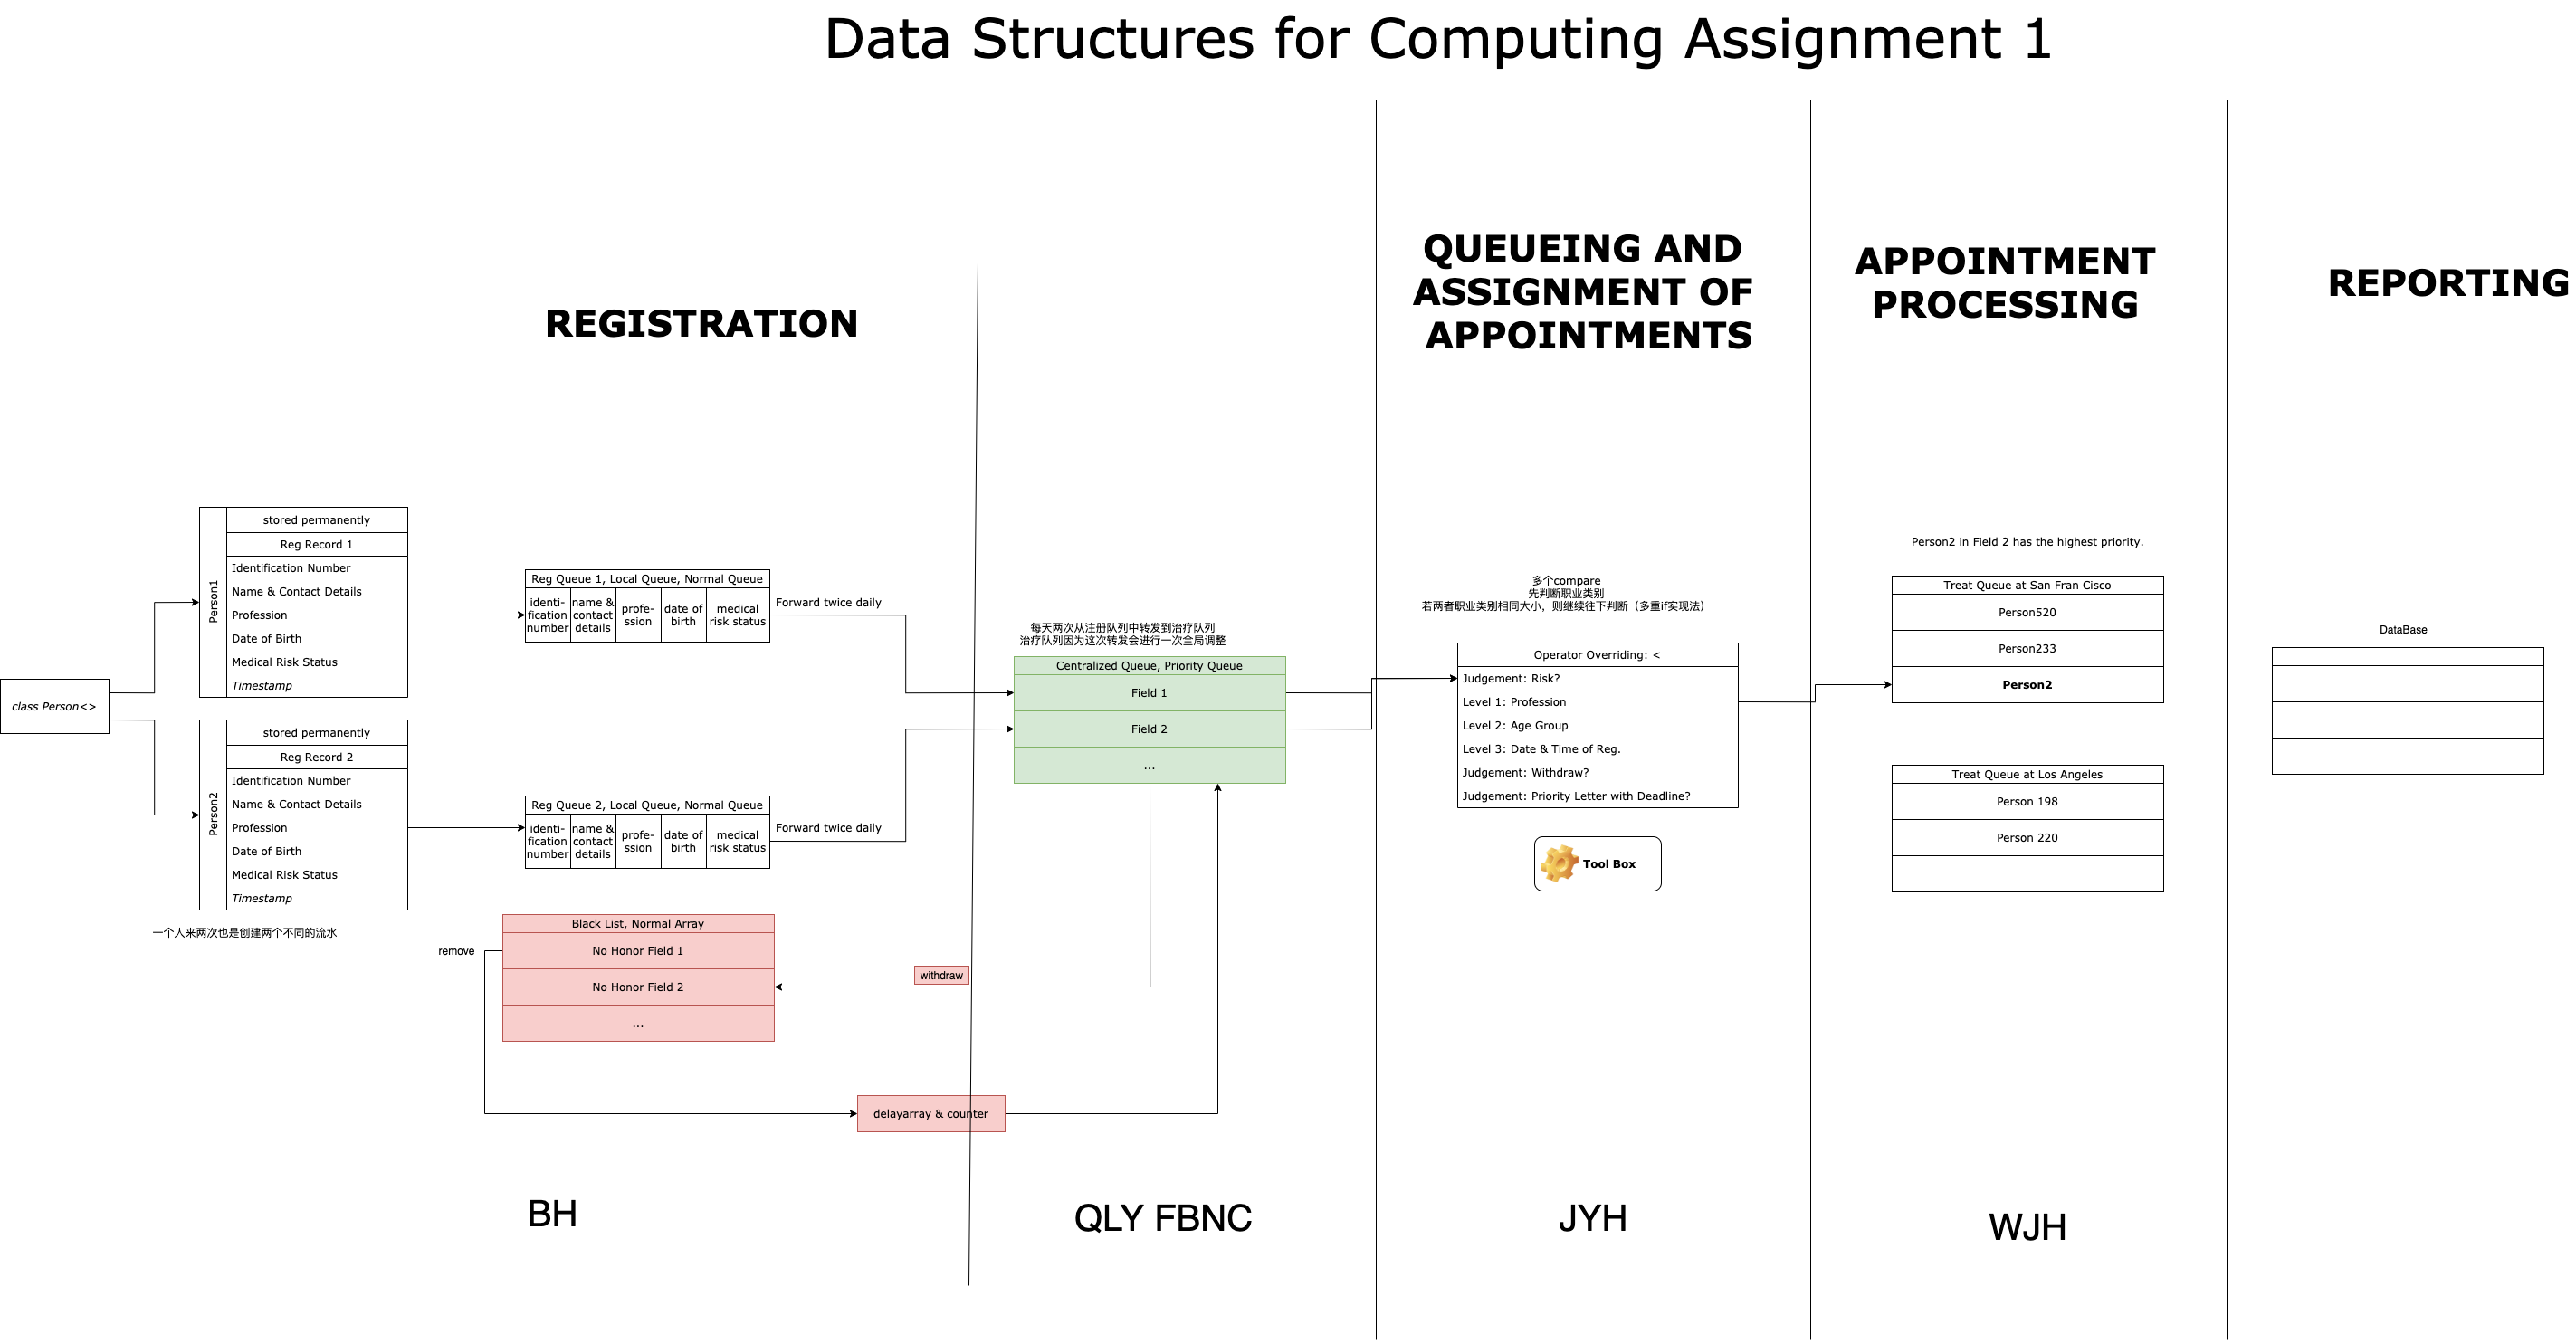 Data Structures for Computing Assignment 1
REGISTRATION
QUEUEING AND
ASSIGNMENT OF
APPOINTMENTS
APPOINTMENT
PROCESSING
REPORTING
class Person<>
Person1
stored permanently
Reg Record 1
Identification Number
Name & Contact Details
Profession
Date of Birth
Medical Risk Status
Timestamp
Person2
stored permanently
Reg Record 2
Identification Number
Name & Contact Details
Profession
Date of Birth
Medical Risk Status
Timestamp
一个人来两次也是创建两个不同的流水
Reg Queue 1, Local Queue, Normal Queue
identi-
fication
number
name &
contact
details
profe-
ssion
date of
birth
medical
risk status
Forward twice daily
Reg Queue 2, Local Queue, Normal Queue
identi-
fication
number
name &
contact
details
profe-
ssion
date of
birth
medical
risk status
Forward twice daily
Black List, Normal Array
No Honor Field 1
No Honor Field 2
...
remove
withdraw
delayarray & counter
每天两次从注册队列中转发到治疗队列
治疗队列因为这次转发会进行一次全局调整
Centralized Queue, Priority Queue
Field 1
Field 2
...
多个compare
先判断职业类别
若两者职业类别相同大小，则继续往下判断（多重if实现法）
Operator Overriding: <
Judgement: Risk?
Level 1: Profession
Level 2: Age Group
Level 3: Date & Time of Reg.
Judgement: Withdraw?
Judgement: Priority Letter with Deadline?
Tool Box
Person2 in Field 2 has the highest priority.
Treat Queue at San Fran Cisco
Person520
Person233
Person2
Treat Queue at Los Angeles
Person 198
Person 220
DataBase
BH
QLY FBNC
JYH
WJH